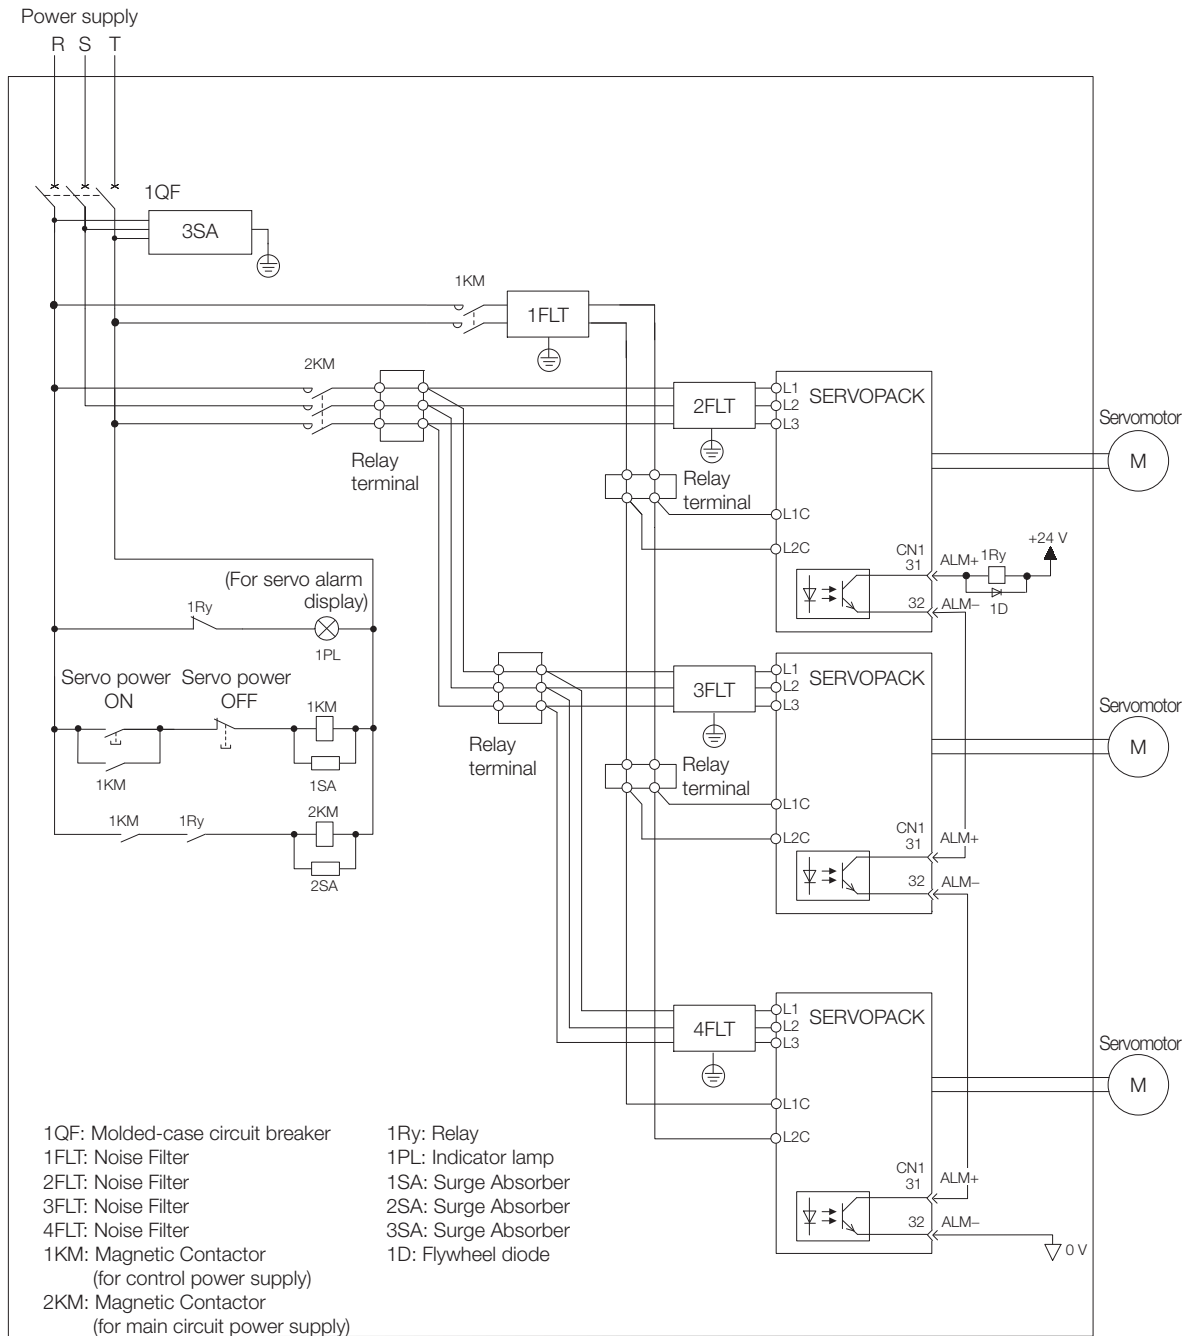 Power supply
R S T
1QF
3SA
1KM
1FLT
2KM
Relay
terminal
2FLT
L1
L2
L3
SERVOPACK
Servomotor
M
Relay
terminal
L1C
L2C
CN1
31
ALM+
1Ry
+24 V
1D
32
ALM−
(For servo alarm
display)
1Ry
1PL
Servo power
ON
Servo power
OFF
1KM
1KM
1SA
1KM
1Ry
2KM
2SA
Relay
terminal
3FLT
L1
L2
L3
SERVOPACK
Servomotor
M
Relay
terminal
L1C
L2C
CN1
31
ALM+
32
ALM−
4FLT
L1
L2
L3
SERVOPACK
Servomotor
M
L1C
L2C
CN1
31
ALM+
32
ALM−
0 V
1QF: Molded-case circuit breaker
1FLT: Noise Filter
2FLT: Noise Filter
3FLT: Noise Filter
4FLT: Noise Filter
1KM: Magnetic Contactor
(for control power supply)
2KM: Magnetic Contactor
(for main circuit power supply)
1Ry: Relay
1PL: Indicator lamp
1SA: Surge Absorber
2SA: Surge Absorber
3SA: Surge Absorber
1D: Flywheel diode